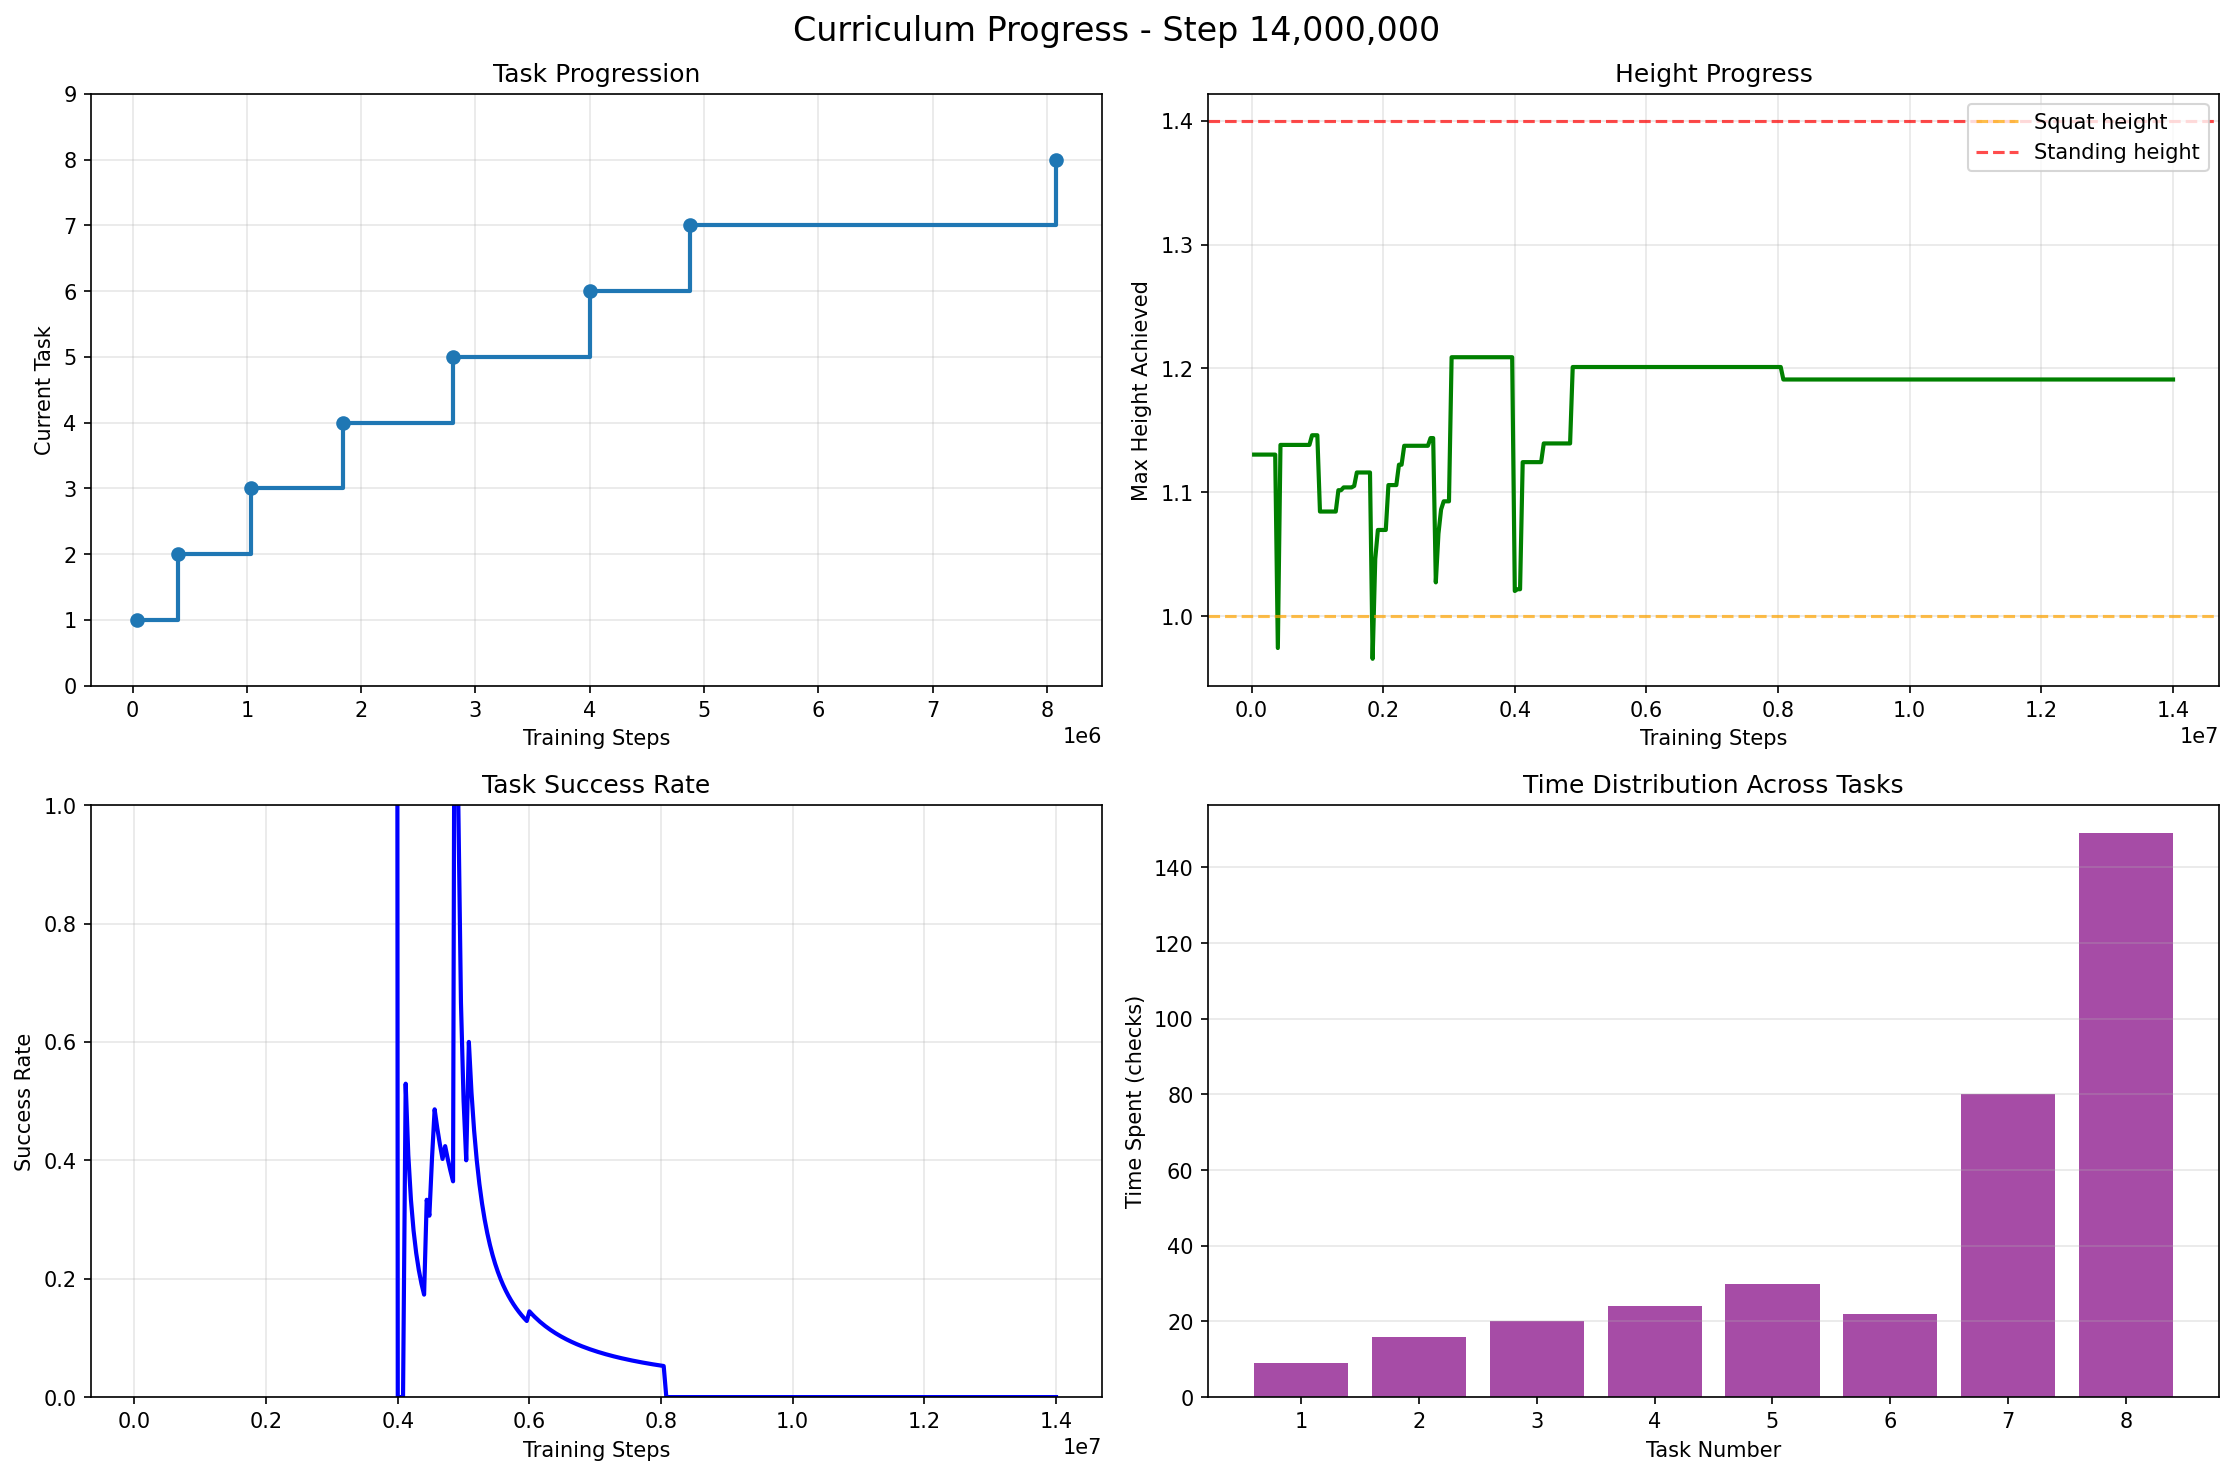 Curriculum Progress - Step 14,000,000
Task Progression
9
8
7
6
5
4
3
2
1
0
Current Task
0 1 2 3 4 5 6 7 8
1e6
Training Steps
Height Progress
1.4
1.3
1.2
1.1
1.0
Max Height Achieved
Squat height
Standing height
0.0 0.2 0.4 0.6 0.8 1.0 1.2 1.4
1e7
Training Steps
Task Success Rate
1.0
0.8
0.6
0.4
0.2
0.0
Success Rate
0.0 0.2 0.4 0.6 0.8 1.0 1.2 1.4
1e7
Training Steps
Time Distribution Across Tasks
140
120
100
80
60
40
20
0
Time Spent (checks)
1 2 3 4 5 6 7 8
Task Number